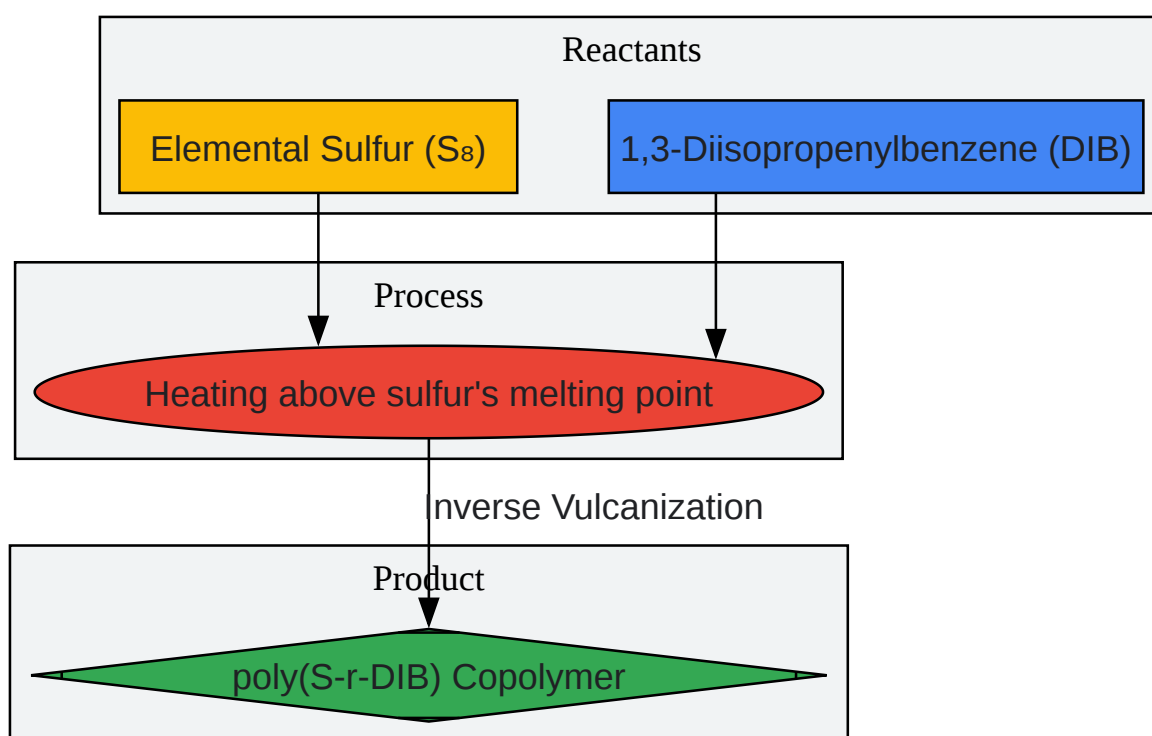 Reactants
Elemental Sulfur (S₈)
1,3-Diisopropenylbenzene (DIB)
Process
Heating above sulfur's melting point
Inverse Vulcanization
Product
poly(S-r-DIB) Copolymer